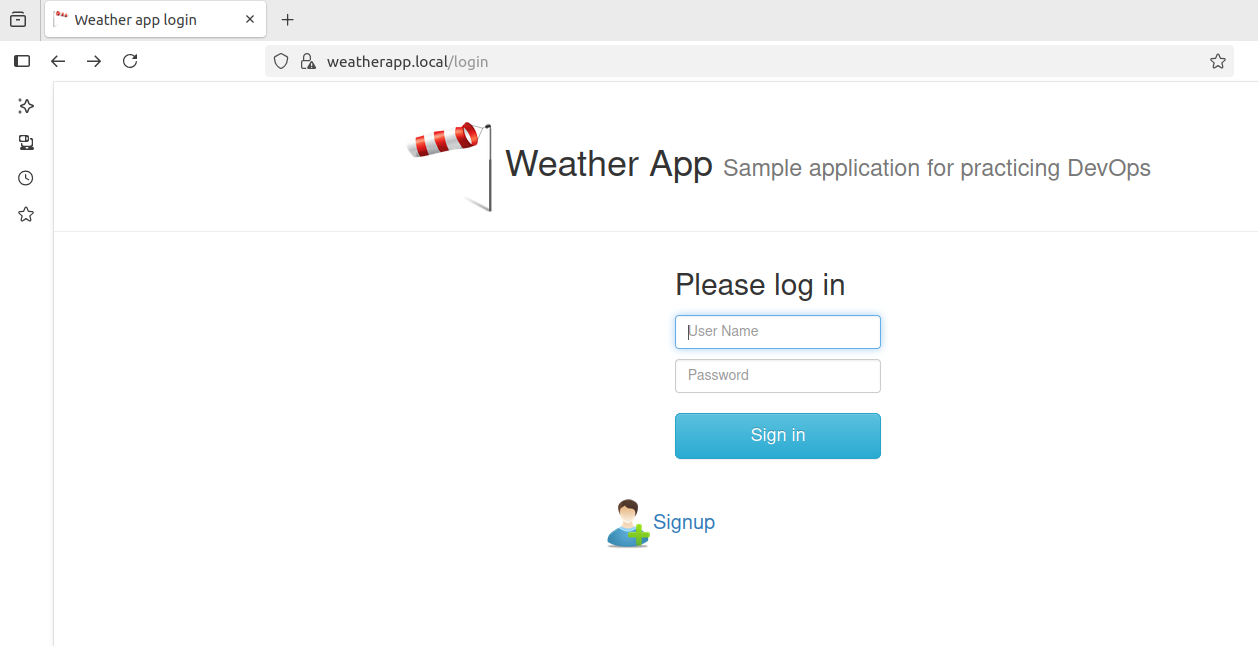 Weather app login
weatherapp.local/login
Weather App Sample application for practicing DevOps
Please log in
User Name
Password
Sign in
Signup